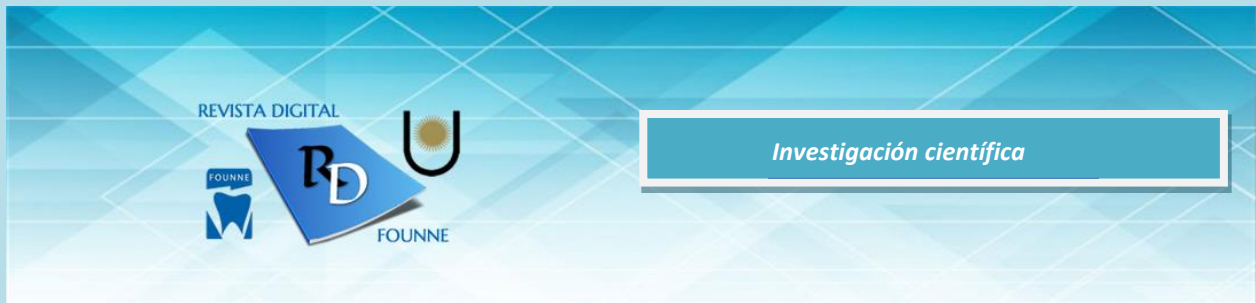 REVISTA DIGITAL
RD
FOUNNE
FOUNNE
Investigación científica